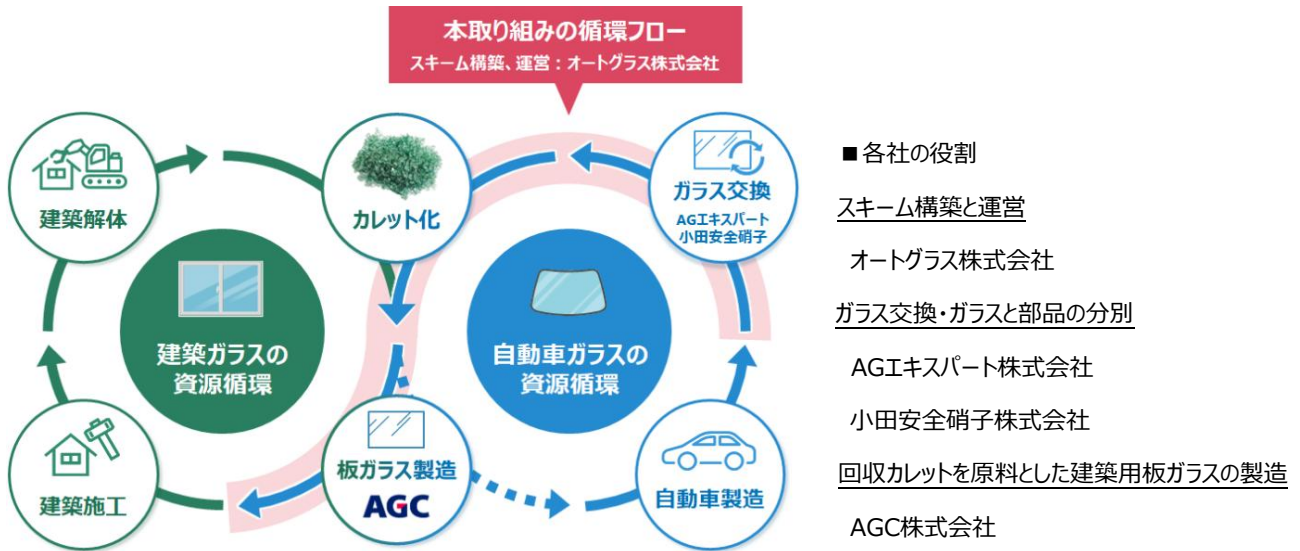 本取り組みの循環フロー
スキーム構築、運営：オートグラス株式会社
建築解体
カレット化
ガラス交換
AGエキスパート
小田安全硝子
建築ガラスの
資源循環
自動車ガラスの
資源循環
建築施工
板ガラス製造
AGC
自動車製造
■各社の役割
スキーム構築と運営
オートグラス株式会社
ガラス交換・ガラスと部品の分別
AGエキスパート株式会社
小田安全硝子株式会社
回収カレットを原料とした建築用板ガラスの製造
AGC株式会社